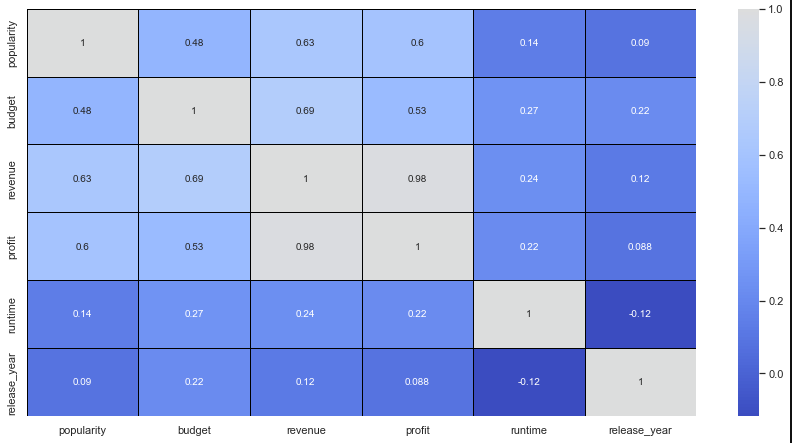 popularity 1 0.48 0.63 0.6 0.14 0.09
budget 0.48 1 0.69 0.53 0.27 0.22
revenue 0.63 0.69 1 0.98 0.24 0.12
profit 0.6 0.53 0.98 1 0.22 0.088
runtime 0.14 0.27 0.24 0.22 1 -0.12
release_year 0.09 0.22 0.12 0.088 -0.12 1
popularity budget revenue profit runtime release_year
1.0
0.8
0.6
0.4
0.2
0.0